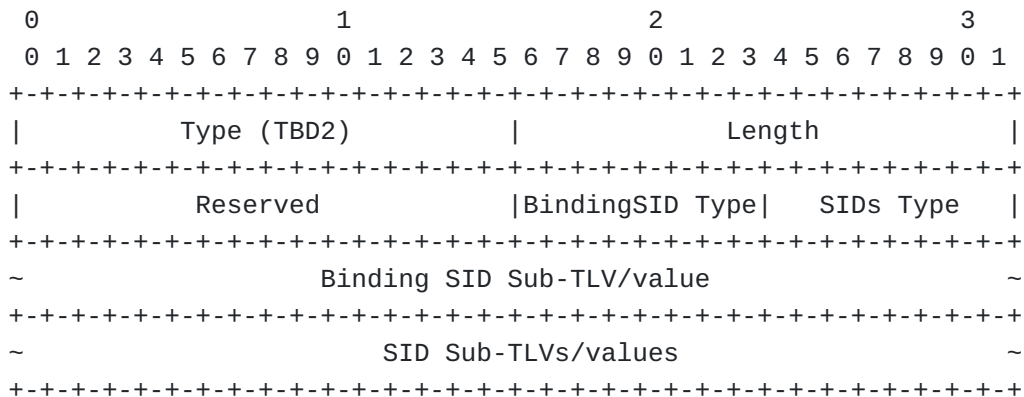 0                   1                   2                   3
 0 1 2 3 4 5 6 7 8 9 0 1 2 3 4 5 6 7 8 9 0 1 2 3 4 5 6 7 8 9 0 1
+-+-+-+-+-+-+-+-+-+-+-+-+-+-+-+-+-+-+-+-+-+-+-+-+-+-+-+-+-+-+-+-+
|          Type (TBD2)          |             Length            |
+-+-+-+-+-+-+-+-+-+-+-+-+-+-+-+-+-+-+-+-+-+-+-+-+-+-+-+-+-+-+-+-+
|           Reserved            |BindingSID Type|   SIDs Type   |
+-+-+-+-+-+-+-+-+-+-+-+-+-+-+-+-+-+-+-+-+-+-+-+-+-+-+-+-+-+-+-+-+
~                   Binding SID Sub-TLV/value                   ~
+-+-+-+-+-+-+-+-+-+-+-+-+-+-+-+-+-+-+-+-+-+-+-+-+-+-+-+-+-+-+-+-+
~                       SID Sub-TLVs/values                     ~
+-+-+-+-+-+-+-+-+-+-+-+-+-+-+-+-+-+-+-+-+-+-+-+-+-+-+-+-+-+-+-+-+